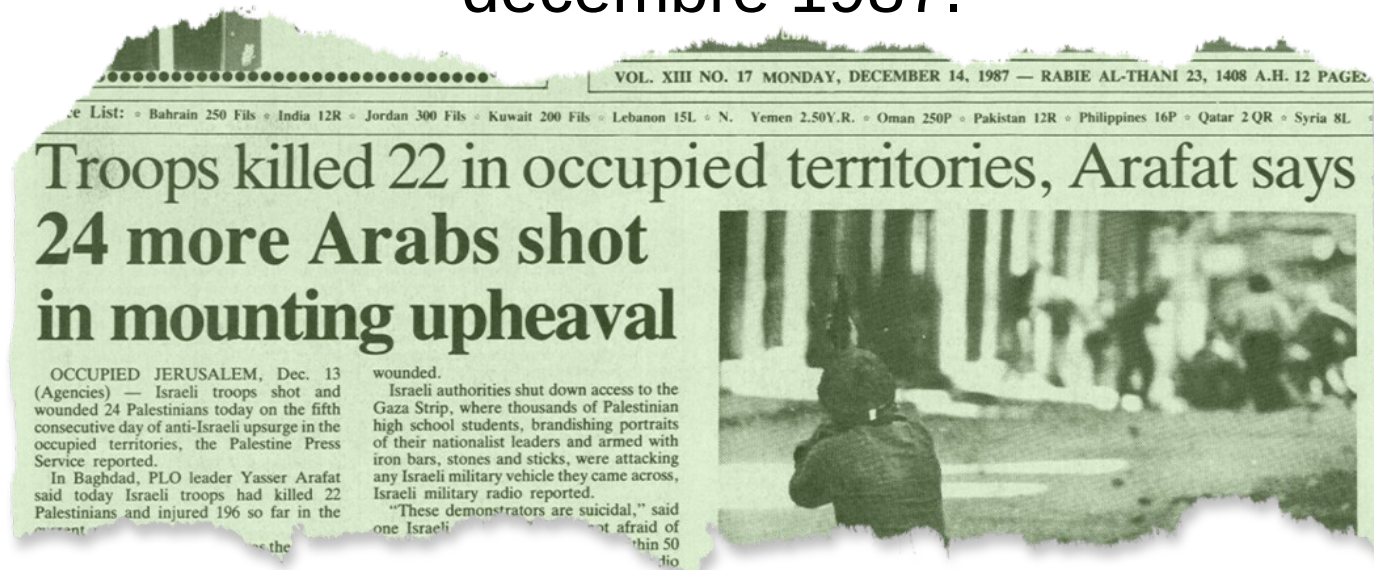 decembre 1987.
VOL. XIII NO. 17 MONDAY, DECEMBER 14, 1987 — RABIE AL-THANI 23, 1408 A.H. 12 PAGES
List: ◦ Bahrain 250 Fils ◦ India 12R ◦ Jordan 300 Fils ◦ Kuwait 200 Fils ◦ Lebanon 15L ◦ N. Yemen 2.50Y.R. ◦ Oman 250P ◦ Pakistan 12R ◦ Philippines 16P ◦ Qatar 2 QR ◦ Syria 8L ◦
Troops killed 22 in occupied territories, Arafat says
24 more Arabs shot
in mounting upheaval
OCCUPIED JERUSALEM, Dec. 13
(Agencies) — Israeli troops shot and
wounded 24 Palestinians today on the fifth
consecutive day of anti-Israeli upsurge in the
occupied territories, the Palestine Press
Service reported.
In Baghdad, PLO leader Yasser Arafat
said today Israeli troops had killed 22
Palestinians and injured 196 so far in the
the
wounded.
Israeli authorities shut down access to the
Gaza Strip, where thousands of Palestinian
high school students, brandishing portraits
of their nationalist leaders and armed with
iron bars, stones and sticks, were attacking
any Israeli military vehicle they came across,
Israeli military radio reported.
“These demonstrators are suicidal,” said
one Israeli afraid of
50